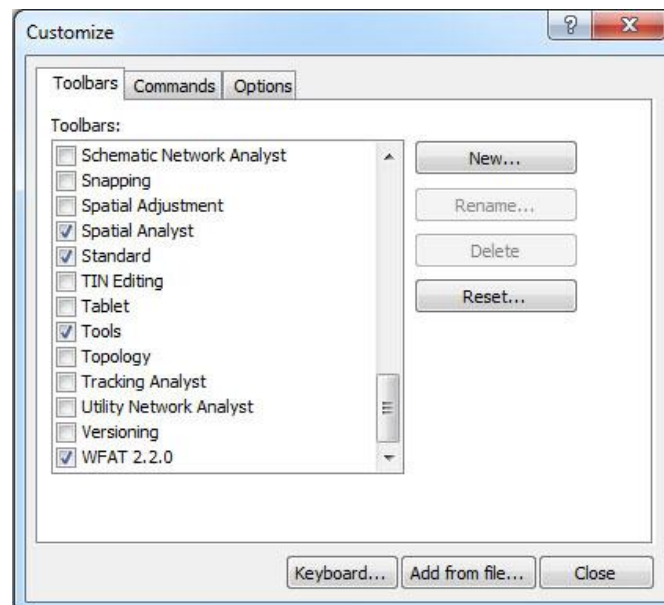 Customize
Toolbars Commands Options
Toolbars:
Schematic Network Analyst
Snapping
Spatial Adjustment
Spatial Analyst
Standard
TIN Editing
Tablet
Tools
Topology
Tracking Analyst
Utility Network Analyst
Versioning
WFAT 2.2.0
New...
Rename...
Delete
Reset...
Keyboard... Add from file... Close